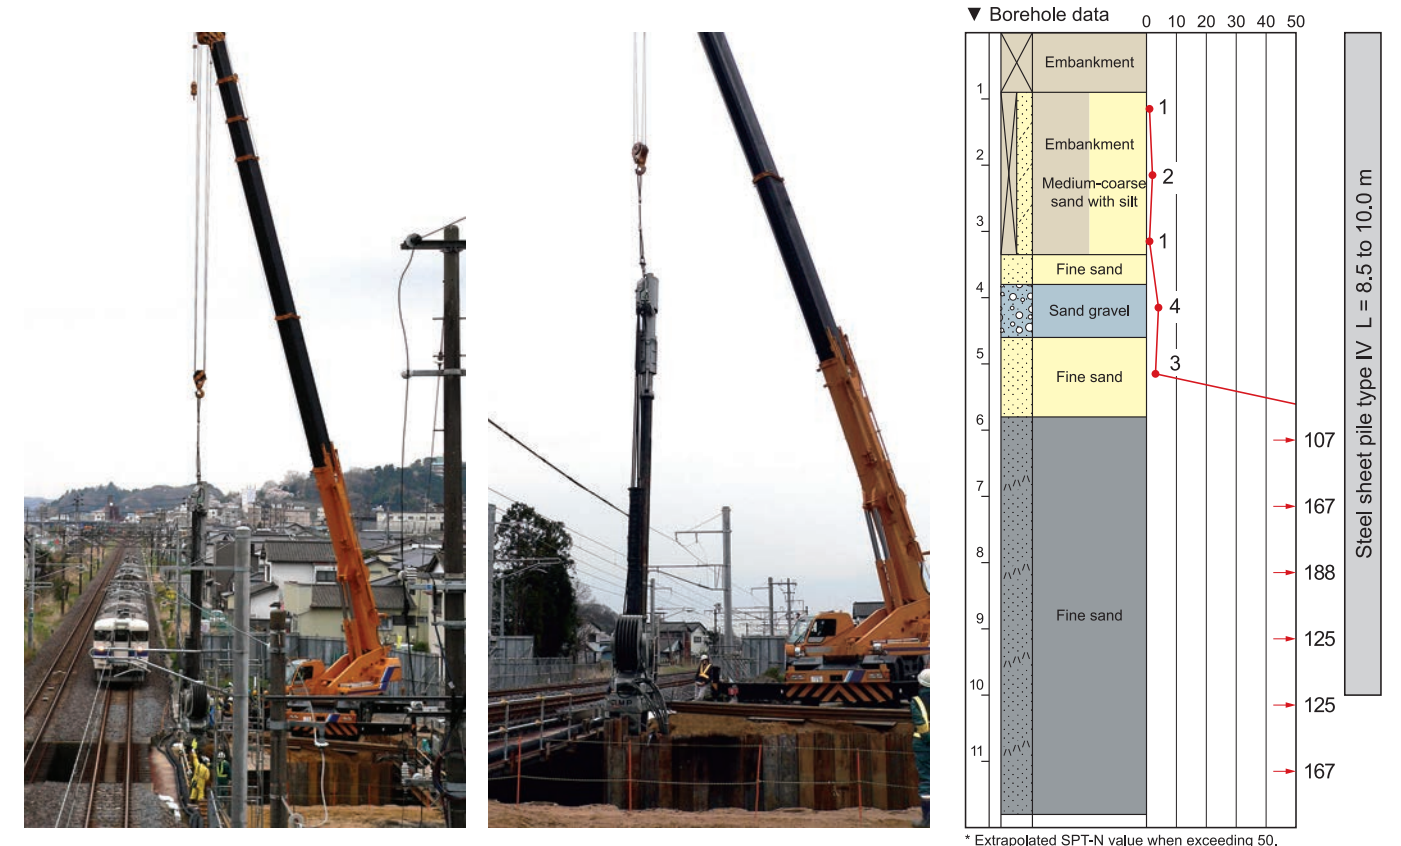 ▼ Borehole data
0 10 20 30 40 50
Embankment
1
1
Embankment
2
2
Medium-coarse
sand with silt
3
1
Fine sand
4
Sand gravel
4
5
3
Fine sand
6
107
7
167
8
188
Fine sand
9
125
10
125
11
167
Steel sheet pile type IV L = 8.5 to 10.0 m
* Extrapolated SPT-N value when exceeding 50.